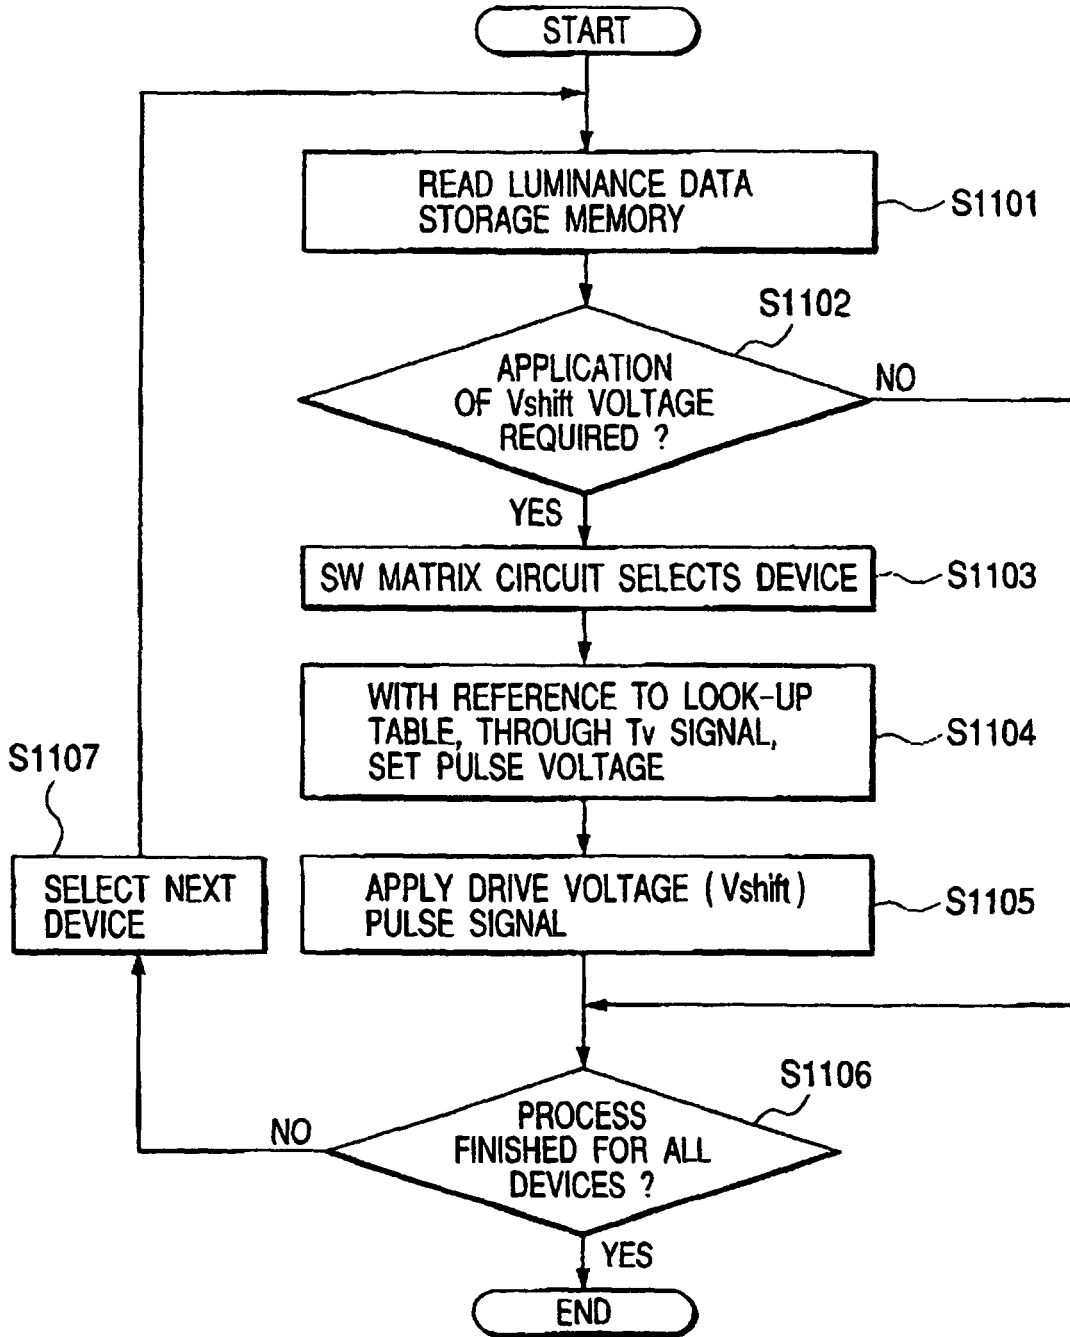 START
READ LUMINANCE DATA
STORAGE MEMORY
S1101
S1102
APPLICATION
OF Vshift VOLTAGE
REQUIRED ?
NO
YES
SW MATRIX CIRCUIT SELECTS DEVICE
S1103
WITH REFERENCE TO LOOK-UP
TABLE, THROUGH Tv SIGNAL,
SET PULSE VOLTAGE
S1104
S1107
SELECT NEXT
DEVICE
APPLY DRIVE VOLTAGE (Vshift)
PULSE SIGNAL
S1105
S1106
PROCESS
FINISHED FOR ALL
DEVICES ?
NO
YES
END